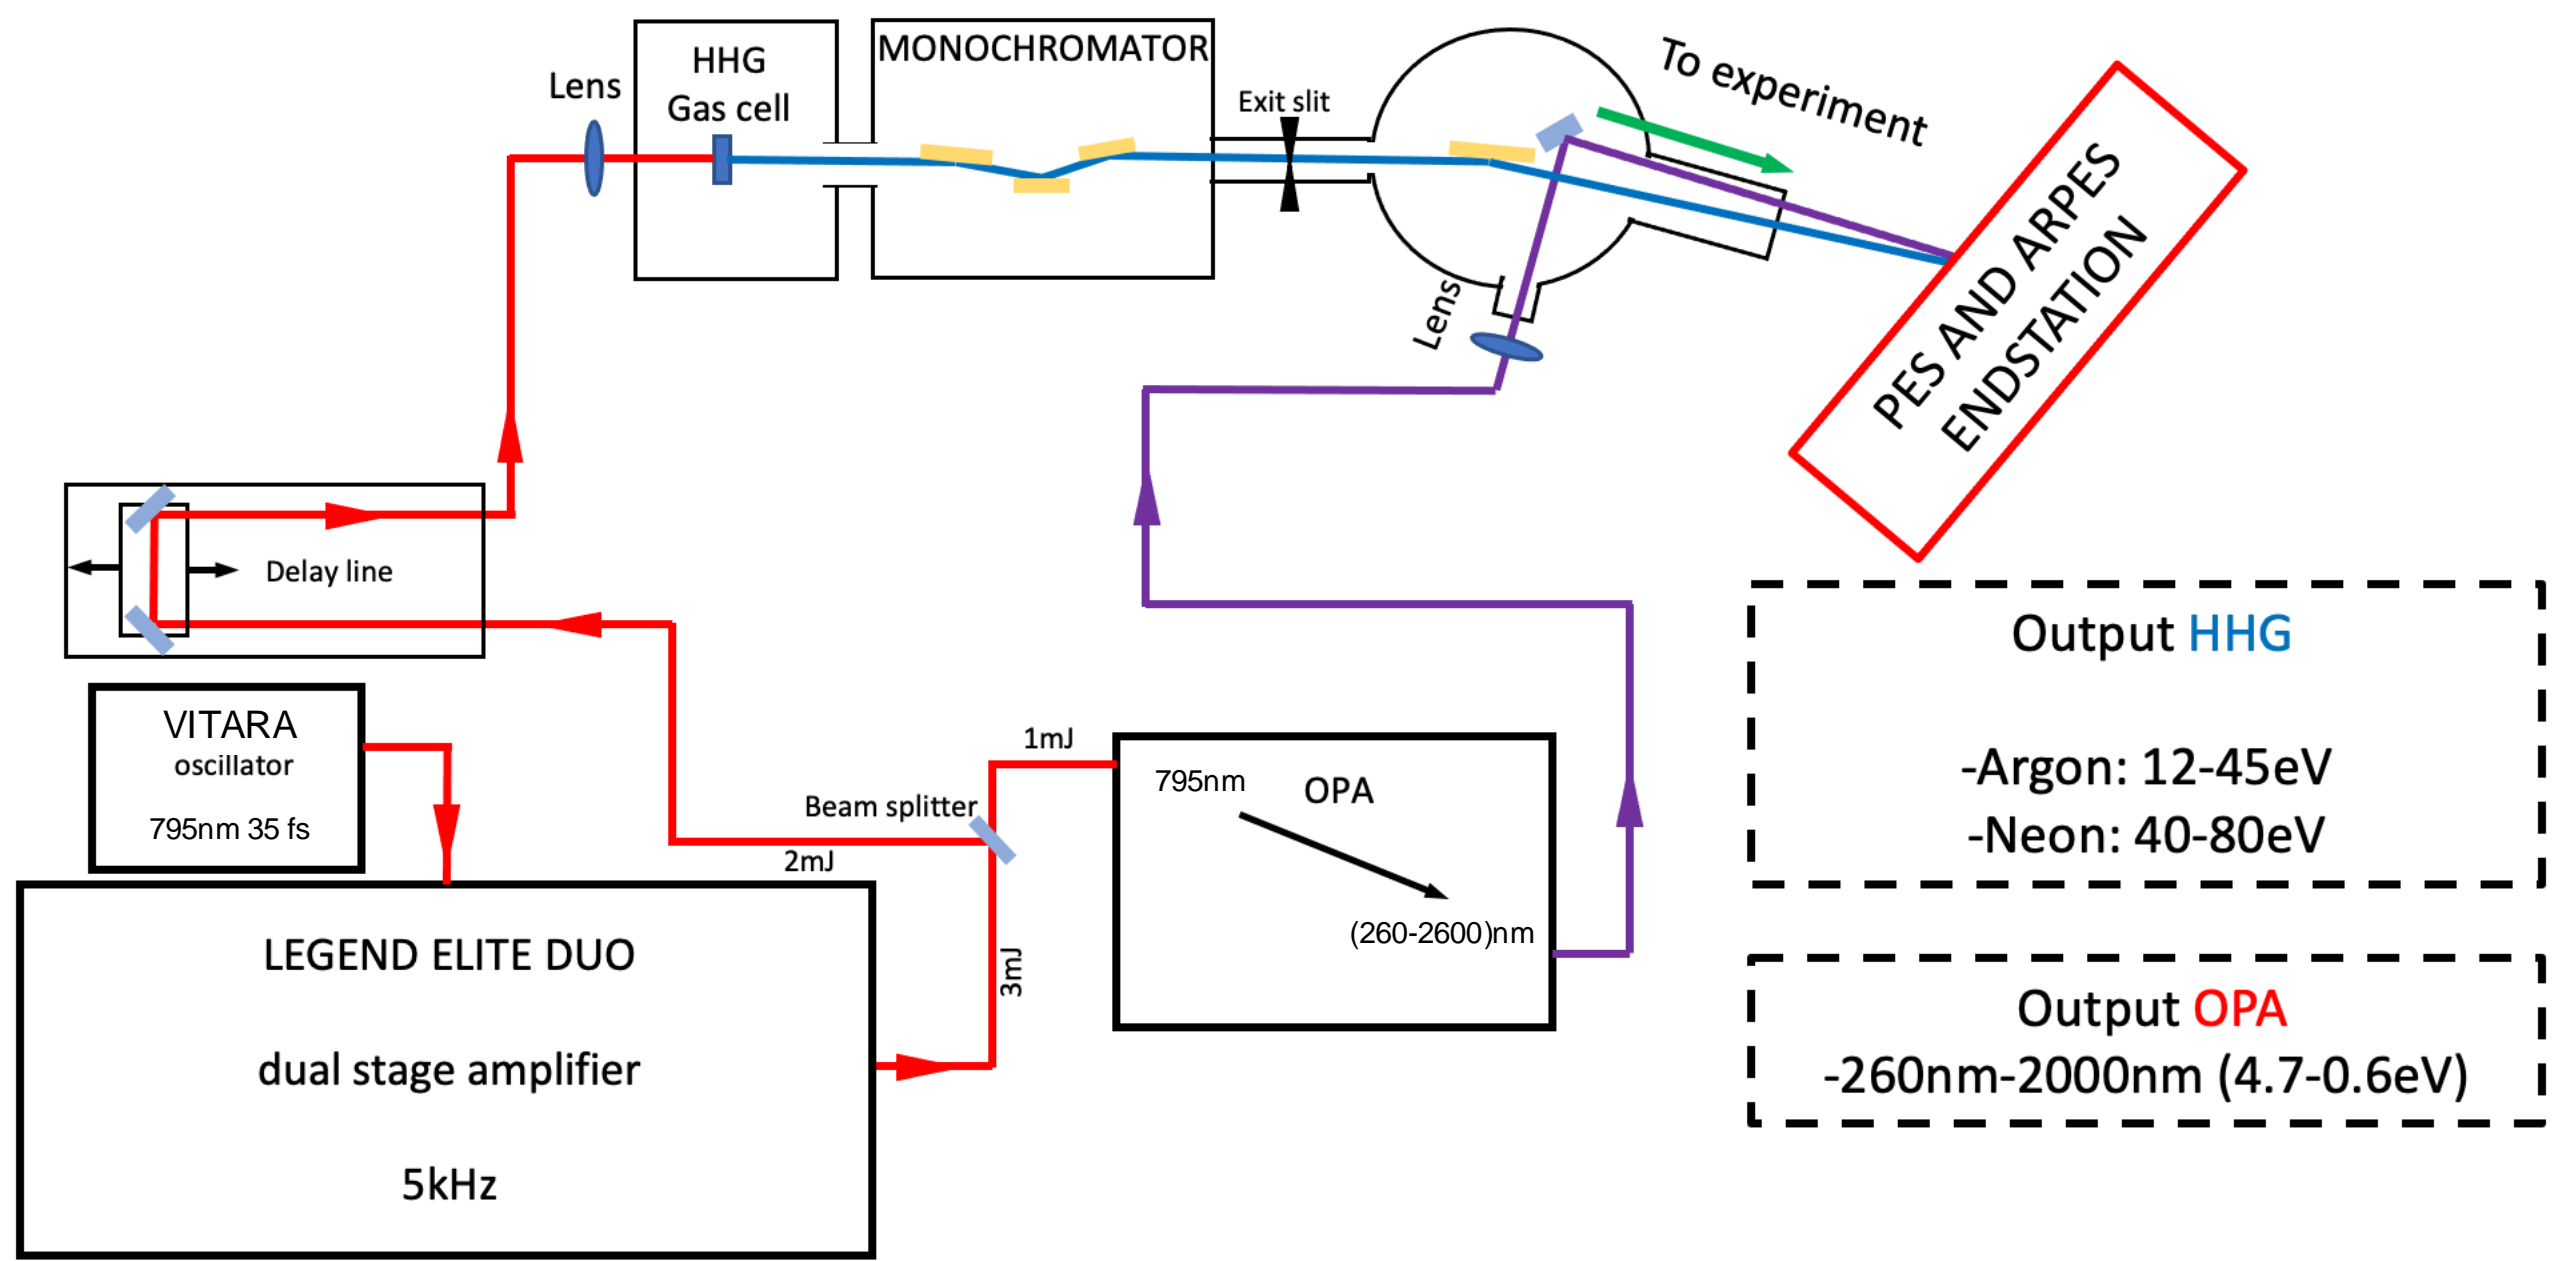 HHG
Gas cell
Lens
MONOCHROMATOR
Exit slit
To experiment
PES AND ARPES
ENDSTATION
Lens
Delay line
VITARA
oscillator
795nm 35 fs
Beam splitter
1mJ
2mJ
3mJ
795nm
OPA
(260-2600)nm
LEGEND ELITE DUO
dual stage amplifier
5kHz
Output HHG
-Argon: 12-45eV
-Neon: 40-80eV
Output OPA
-260nm-2000nm (4.7-0.6eV)